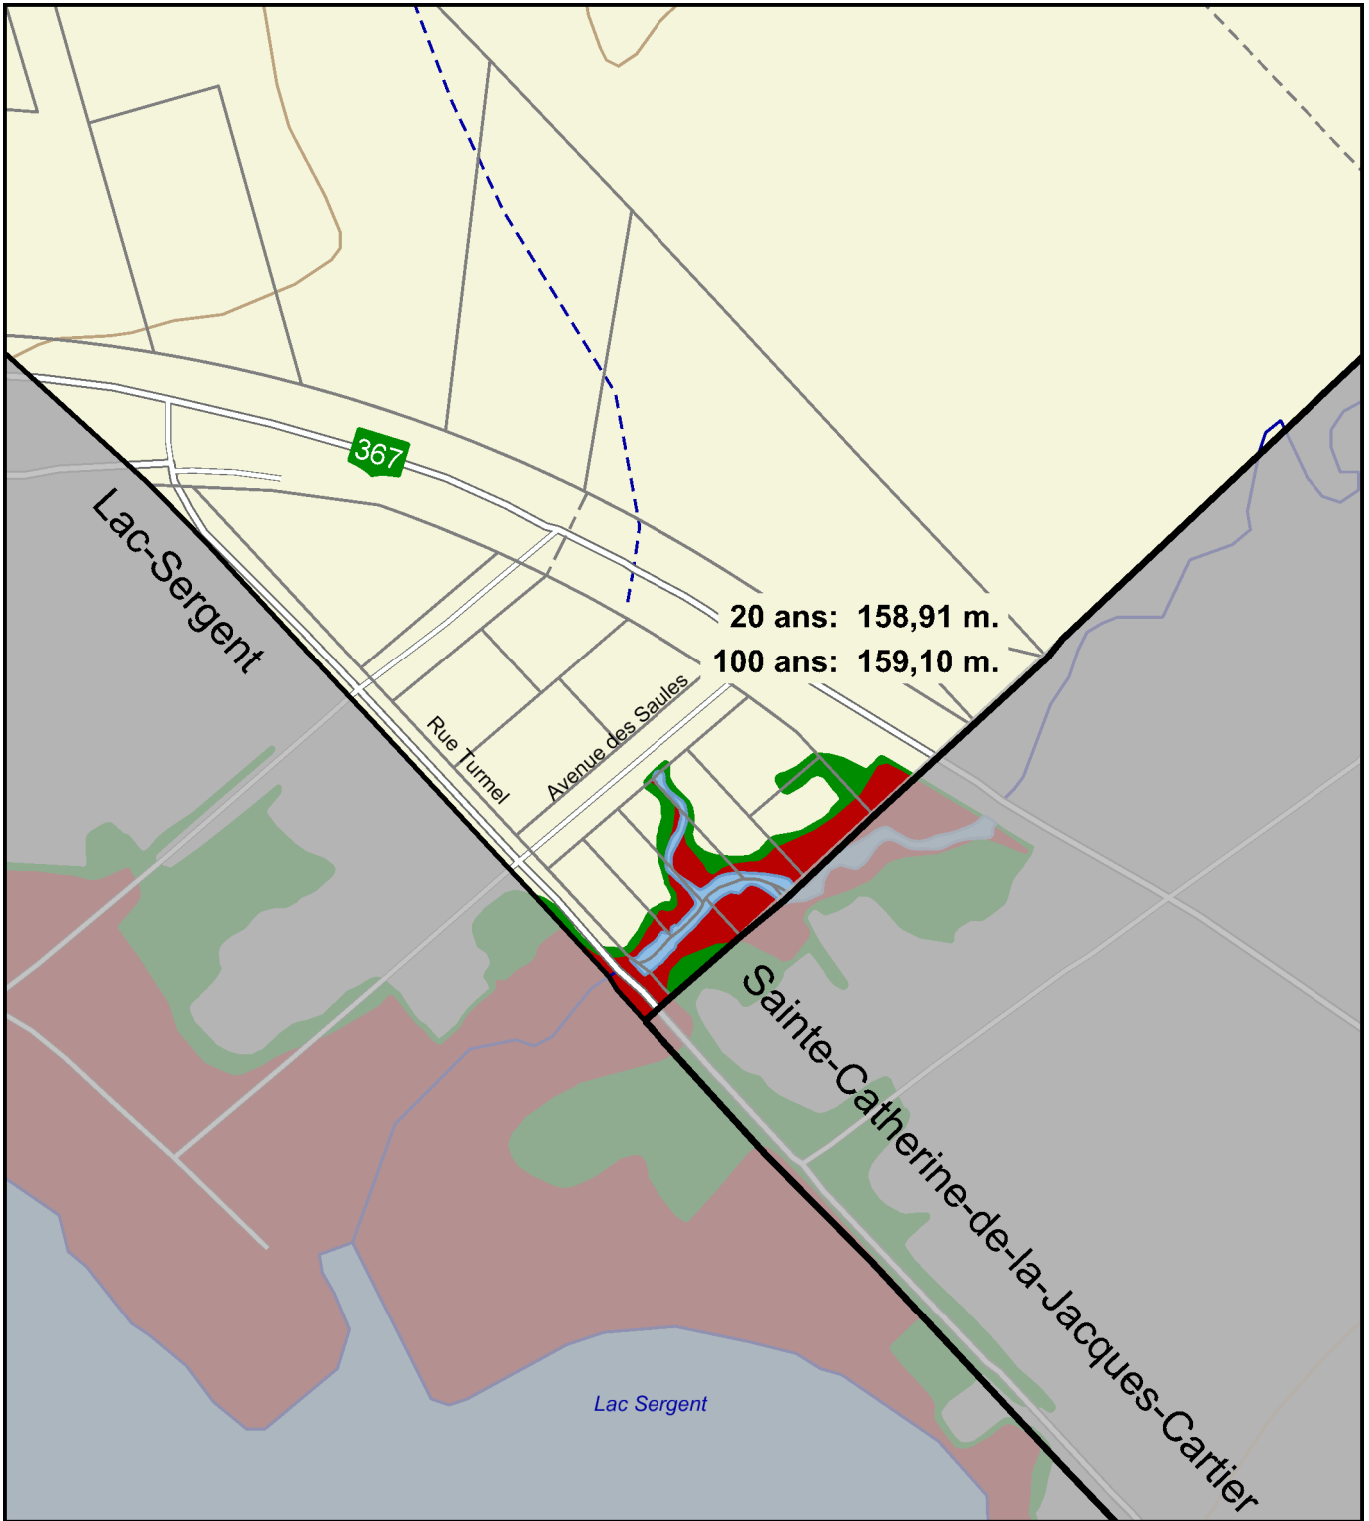 367
Lac-Sergent
20 ans: 158,91 m.
100 ans: 159,10 m.
Rue Turmel
Avenue des Saules
Sainte-Catherine-de-la-Jacques-Cartier
Lac Sergent